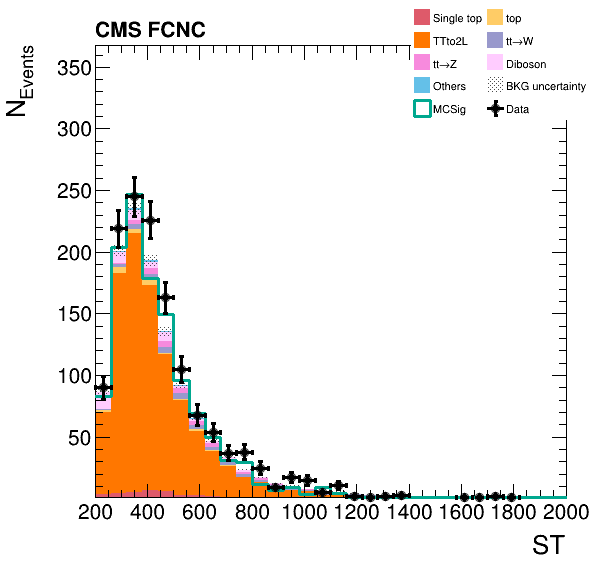 CMS FCNC
Single top
top
TTto2L
tt→W
tt→Z
Diboson
Others
BKG uncertainty
MCSig
Data
N_Events
350
300
250
200
150
100
50
200 400 600 800 1000 1200 1400 1600 1800 2000
ST